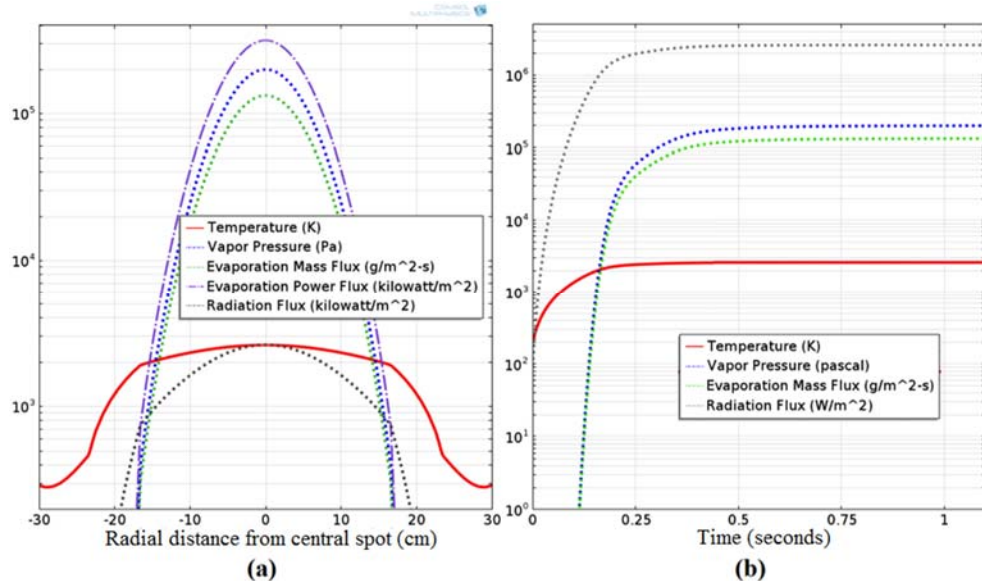 COMSOL
MULTIPHYSICS
10^5
10^4
10^3
Temperature (K)
Vapor Pressure (Pa)
Evaporation Mass Flux (g/m^2-s)
Evaporation Power Flux (kilowatt/m^2)
Radiation Flux (kilowatt/m^2)
-30 -20 -10 0 10 20 30
Radial distance from central spot (cm)
(a)
10^6
10^5
10^4
10^3
10^2
10^1
10^0
Temperature (K)
Vapor Pressure (pascal)
Evaporation Mass Flux (g/m^2-s)
Radiation Flux (W/m^2)
0 0.25 0.5 0.75 1
Time (seconds)
(b)